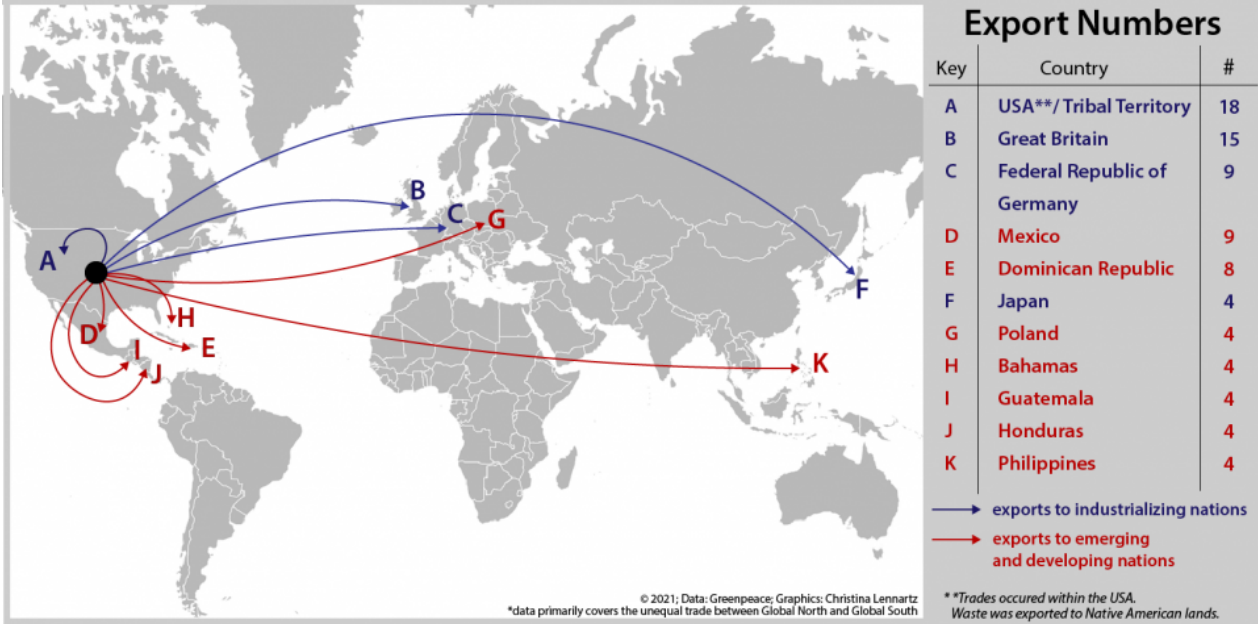 Export Numbers
Key Country #
A USA**/ Tribal Territory 18
B Great Britain 15
C Federal Republic of 9
Germany
D Mexico 9
E Dominican Republic 8
F Japan 4
G Poland 4
H Bahamas 4
I Guatemala 4
J Honduras 4
K Philippines 4
exports to industrializing nations
exports to emerging
and developing nations
* *Trades occured within the USA.
Waste was exported to Native American lands.
B
C
G
A
F
H
D
E
I
J
K
© 2021; Data: Greenpeace; Graphics: Christina Lennartz
*data primarily covers the unequal trade between Global North and Global South